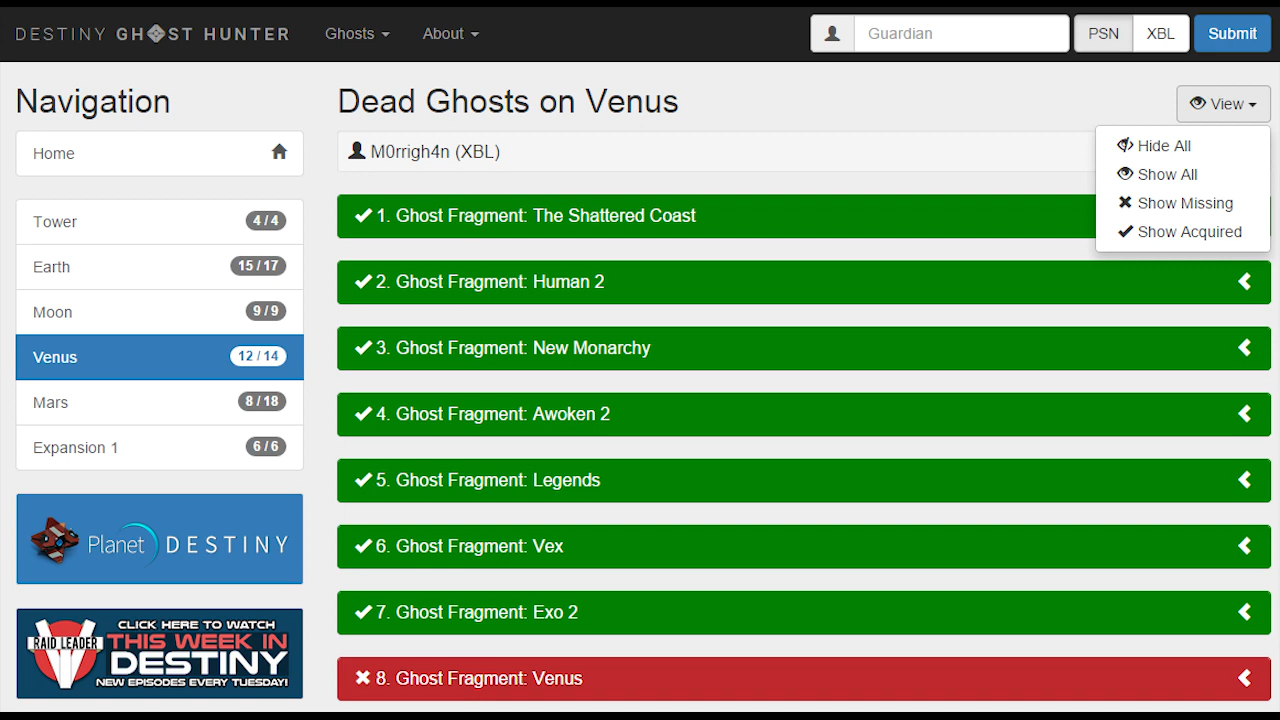 DESTINY GHOST HUNTER
Ghosts
About
Guardian
PSN
XBL
Submit
Navigation
Home
Tower 4 / 4
Earth 15 / 17
Moon 9 / 9
Venus 12 / 14
Mars 8 / 18
Expansion 1 6 / 6
Planet DESTINY
RAID LEADER
CLICK HERE TO WATCH
THIS WEEK IN
DESTINY
NEW EPISODES EVERY TUESDAY!
Dead Ghosts on Venus
View
Hide All
Show All
Show Missing
Show Acquired
M0rrigh4n (XBL)
1. Ghost Fragment: The Shattered Coast
2. Ghost Fragment: Human 2
3. Ghost Fragment: New Monarchy
4. Ghost Fragment: Awoken 2
5. Ghost Fragment: Legends
6. Ghost Fragment: Vex
7. Ghost Fragment: Exo 2
8. Ghost Fragment: Venus